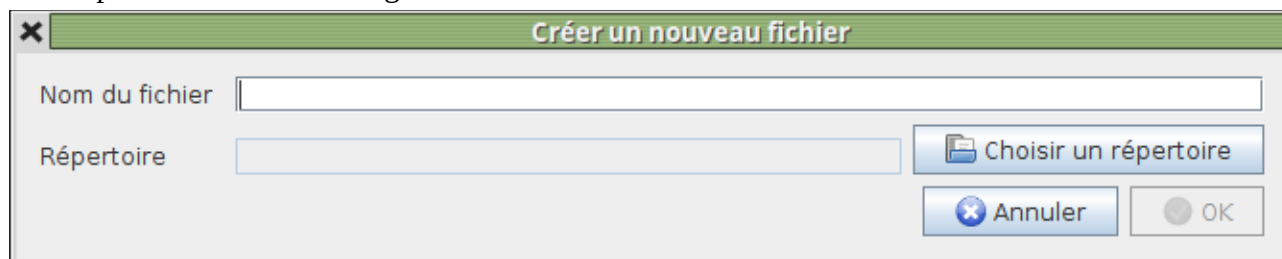 Créer un nouveau fichier
Nom du fichier
Répertoire
Choisir un répertoire
Annuler
OK